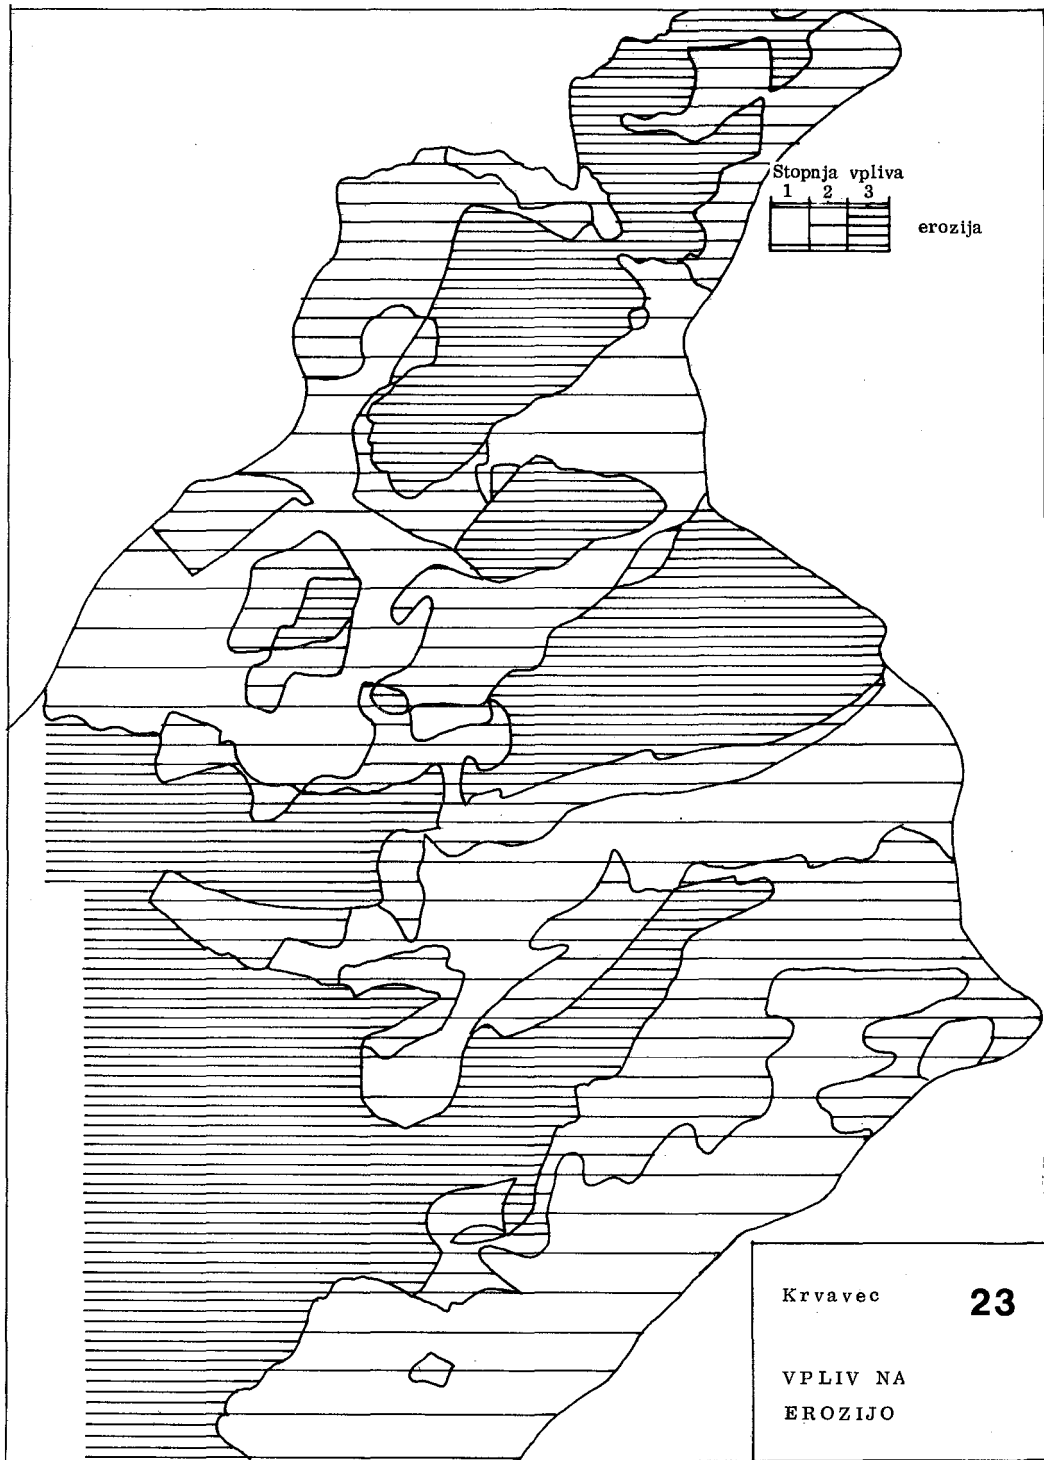 Stopnja vpliva
1 2 3
erozija
Krvavec 23
VPLIV NA
EROZIJO